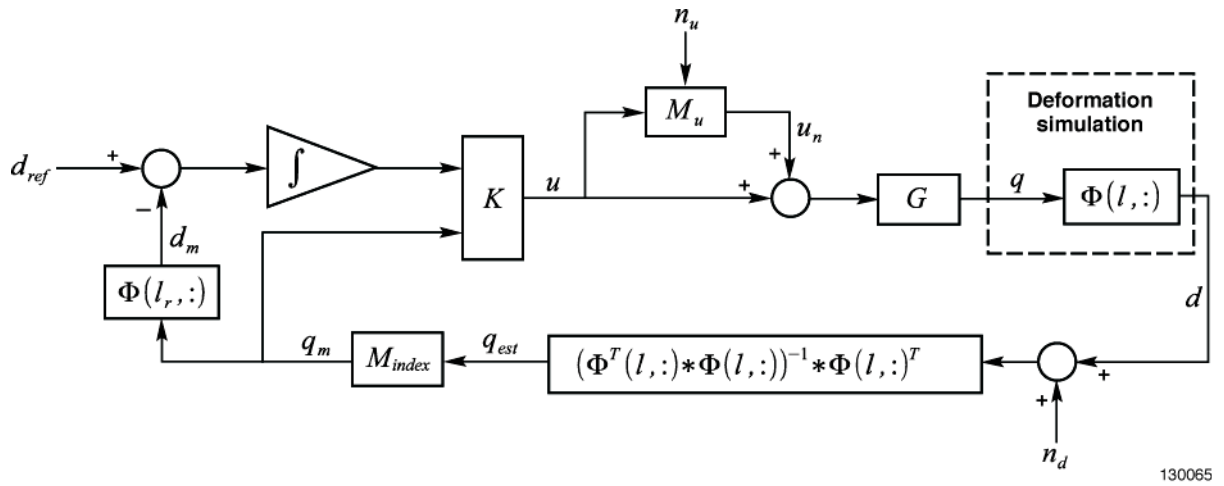 n_u
Deformation
simulation
M_u
u_n
+
d_ref
+
∫
K
u
+
G
q
Φ(l,:)
−
d_m
Φ(l_r,:)
d
q_m
M_index
q_est
(Φ^T(l,:)*Φ(l,:))^{-1}*Φ(l,:)^T
+
+
n_d
130065